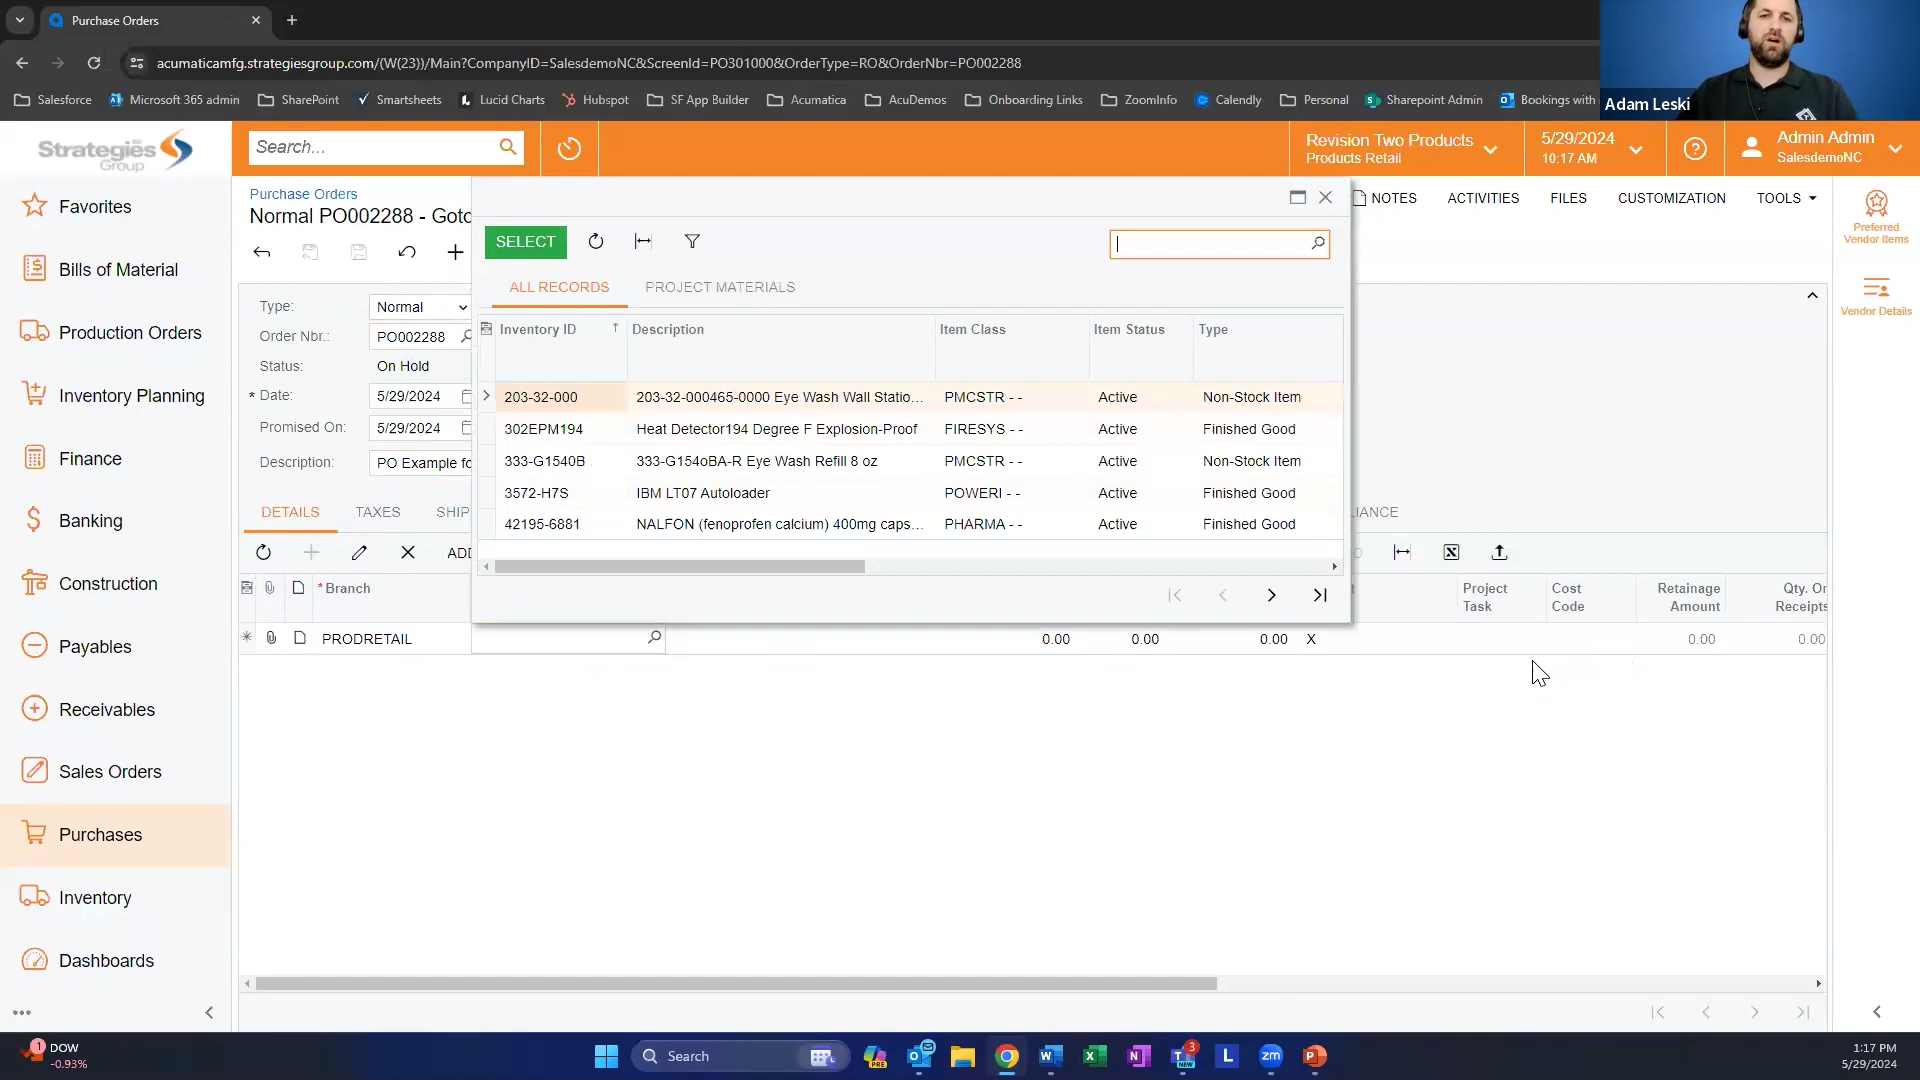 Purchase Orders
acumaticamfg.strategiesgroup.com/(W(23))/Main?CompanyID=SalesdemoNC&ScreenId=PO301000&OrderType=RO&OrderNbr=PO002288
Salesforce
Microsoft 365 admin
SharePoint
Smartsheets
Lucid Charts
Hubspot
SF App Builder
Acumatica
AcuDemos
Onboarding Links
ZoomInfo
Calendly
Personal
Sharepoint Admin
Bookings with
Adam Leski
Strategies
Group
Search...
Revision Two Products
Products Retail
5/29/2024
10:17 AM
Admin Admin
SalesdemoNC
Favorites
Bills of Material
Production Orders
Inventory Planning
Finance
Banking
Construction
Payables
Receivables
Sales Orders
Purchases
Inventory
Dashboards
Purchase Orders
Normal PO002288 - Goto
NOTES
ACTIVITIES
FILES
CUSTOMIZATION
TOOLS
Preferred
Vendor Items
Vendor Details
Type: Normal
Order Nbr.: PO002288
Status: On Hold
* Date: 5/29/2024
Promised On: 5/29/2024
Description: PO Example fo
DETAILS TAXES SHIP
LIANCE
ADD
SELECT
ALL RECORDS PROJECT MATERIALS
Inventory ID ↑ Description Item Class Item Status Type
203-32-000 203-32-000465-0000 Eye Wash Wall Statio... PMCSTR - - Active Non-Stock Item
302EPM194 Heat Detector194 Degree F Explosion-Proof FIRESYS - - Active Finished Good
333-G1540B 333-G154oBA-R Eye Wash Refill 8 oz PMCSTR - - Active Non-Stock Item
3572-H7S IBM LT07 Autoloader POWERI - - Active Finished Good
42195-6881 NALFON (fenoprofen calcium) 400mg caps... PHARMA - - Active Finished Good
* Branch
Project
Task
Cost
Code
Retainage
Amount
Qty. On
Receipts
PRODRETAIL 0.00 0.00 0.00 X 0.00 0.00
1
DOW
-0.93%
Search
PRE
NEW
3
L
zm
1:17 PM
5/29/2024